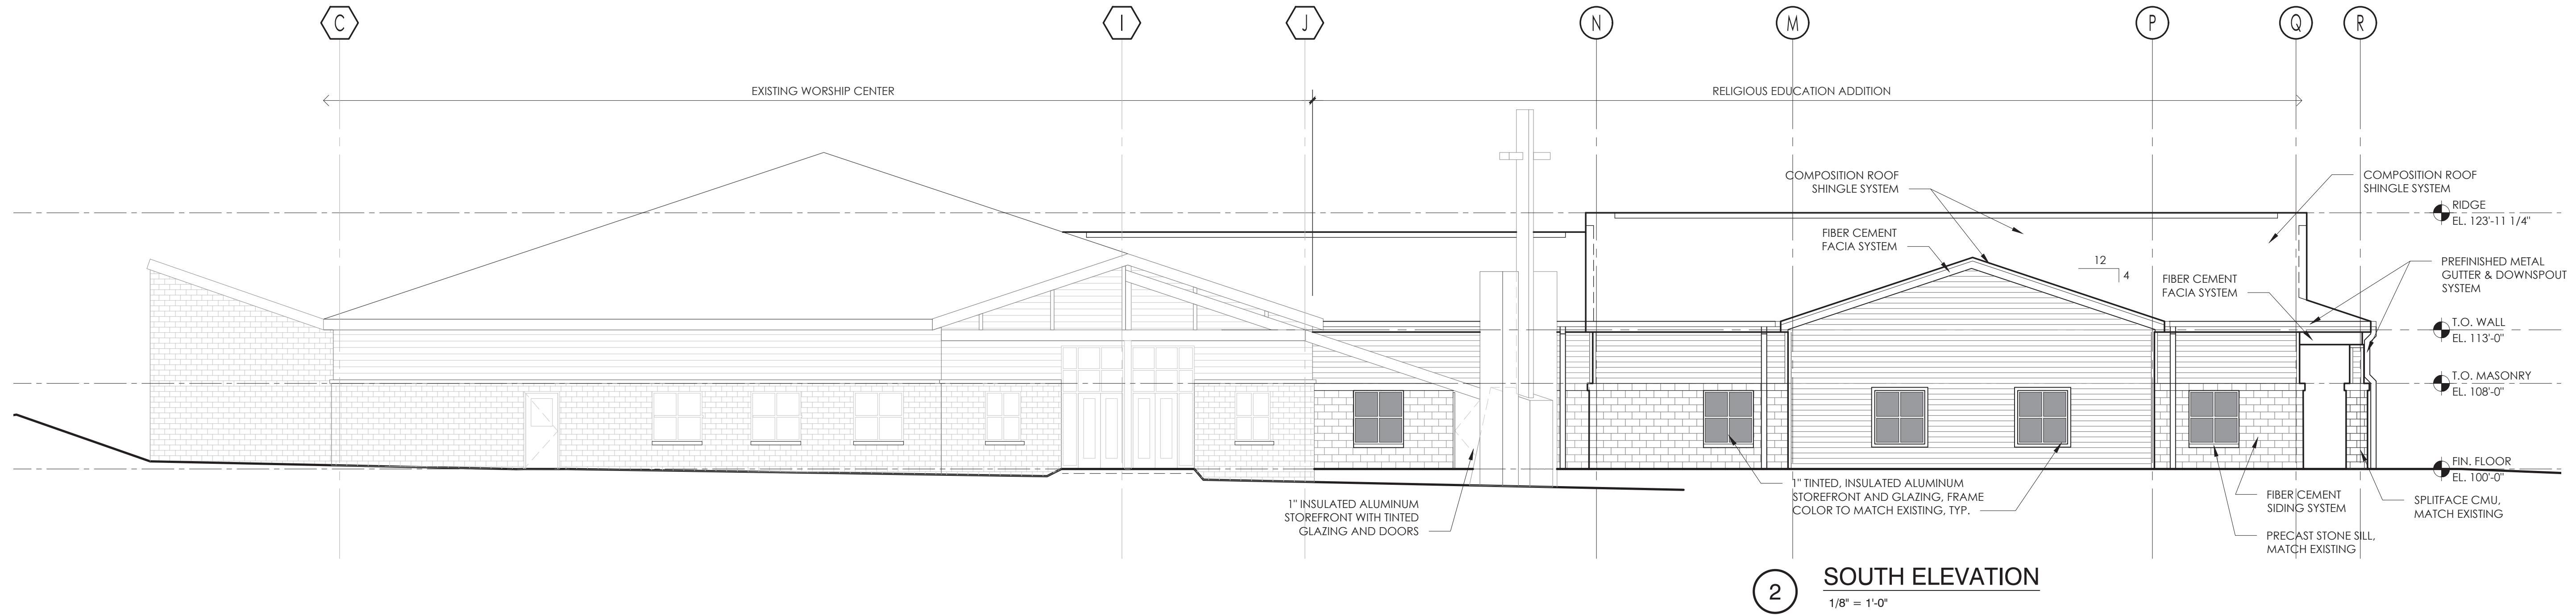 C
I
J
N
M
P
Q
R
EXISTING WORSHIP CENTER
RELIGIOUS EDUCATION ADDITION
COMPOSITION ROOF
SHINGLE SYSTEM
COMPOSITION ROOF
SHINGLE SYSTEM
RIDGE
EL. 123'-11 1/4"
FIBER CEMENT
FACIA SYSTEM
12
4
FIBER CEMENT
FACIA SYSTEM
PREFINISHED METAL
GUTTER & DOWNSPOUT
SYSTEM
T.O. WALL
EL. 113'-0"
T.O. MASONRY
EL. 108'-0"
FIN. FLOOR
EL. 100'-0"
1" INSULATED ALUMINUM
STOREFRONT WITH TINTED
GLAZING AND DOORS
1" TINTED, INSULATED ALUMINUM
STOREFRONT AND GLAZING, FRAME
COLOR TO MATCH EXISTING, TYP.
FIBER CEMENT
SIDING SYSTEM
SPLITFACE CMU,
MATCH EXISTING
PRECAST STONE SILL,
MATCH EXISTING
2
SOUTH ELEVATION
1/8" = 1'-0"